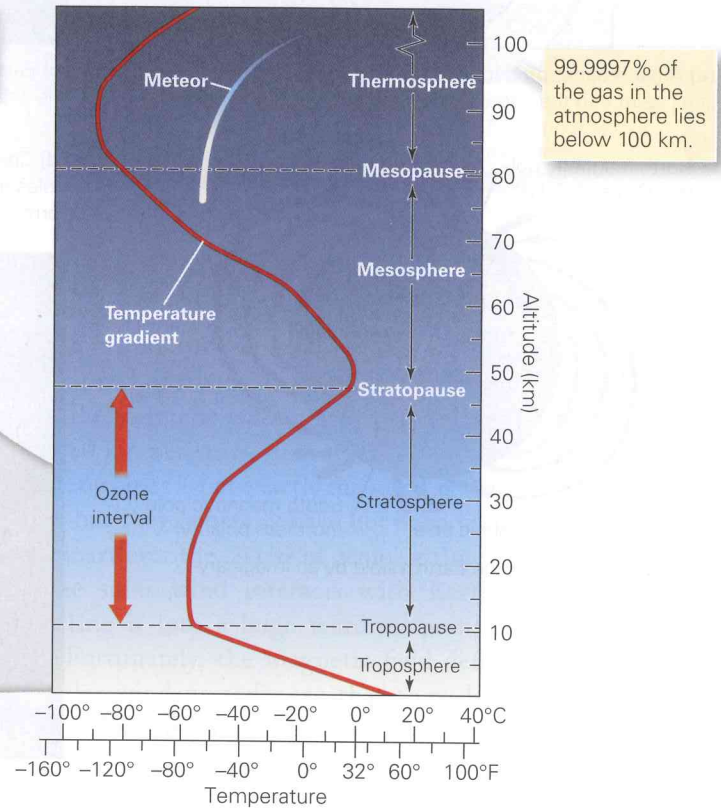 100
99.9997% of
the gas in the
atmosphere lies
below 100 km.
Meteor
Thermosphere
90
Mesopause
80
70
Mesosphere
Temperature
gradient
60
Altitude (km)
50
Stratopause
40
Ozone
interval
Stratosphere
30
20
Tropopause
10
Troposphere
–100° –80° –60° –40° –20° 0° 20° 40°C
–160° –120° –80° –40° 0° 32° 60° 100°F
Temperature